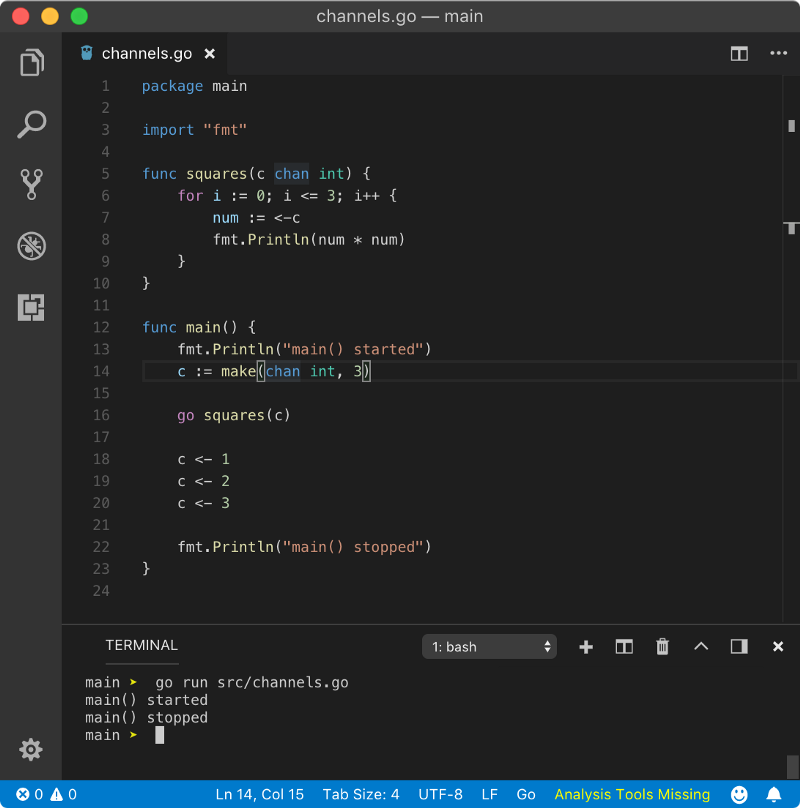 channels.go — main
channels.go
1 package main
2
3 import "fmt"
4
5 func squares(c chan int) {
6     for i := 0; i <= 3; i++ {
7         num := <-c
8         fmt.Println(num * num)
9     }
10 }
11
12 func main() {
13     fmt.Println("main() started")
14     c := make(chan int, 3)
15
16     go squares(c)
17
18     c <- 1
19     c <- 2
20     c <- 3
21
22     fmt.Println("main() stopped")
23 }
24
TERMINAL 1: bash
main ➤ go run src/channels.go
main() started
main() stopped
main ➤
0 0 Ln 14, Col 15 Tab Size: 4 UTF-8 LF Go Analysis Tools Missing